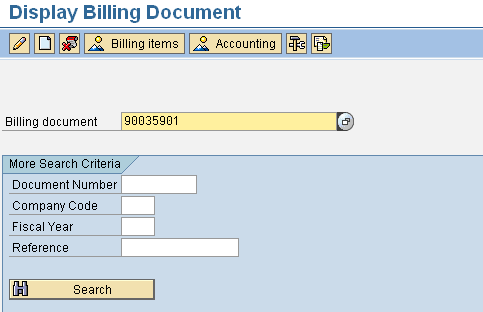 Display Billing Document
Billing items Accounting
Billing document 90035901
More Search Criteria
Document Number
Company Code
Fiscal Year
Reference
Search